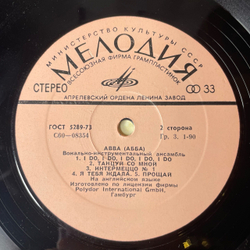 МИНИСТЕРСТВО КУЛЬТУРЫ СССР
МЕЛОДИЯ
ВСЕСОЮЗНАЯ ФИРМА ГРАМПЛАСТИНОК
СТЕРЕО 33
АПРЕЛЕВСКИЙ ОРДЕНА ЛЕНИНА ЗАВОД
ГОСТ 5289-73 2 сторона
С60—08354 Гр. 3. 1-90
АВВА (АББА)
Вокально-инструментальный ансамбль
1. I DO, I DO, I DO, I DO, I DO
2. ТАНЦУЙ СО МНОЙ
3. ИНТЕРМЕЦЦО № 1
4. Я ТЕБЯ ЖДАЛА. 5. ПРОЩАЙ
На английском языке
Изготовлено по лицензии фирмы
Polydor International GmbH,
Гамбург